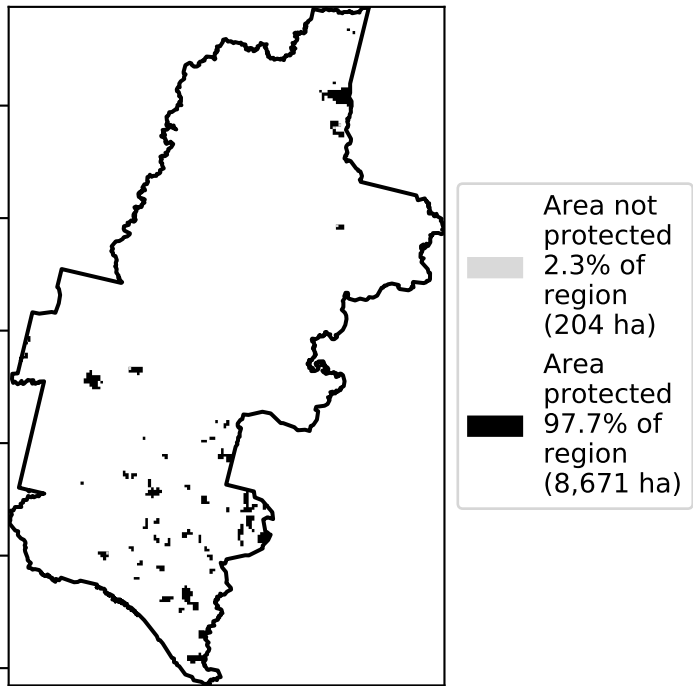 Area not
protected
2.3% of
region
(204 ha)
Area
protected
97.7% of
region
(8,671 ha)